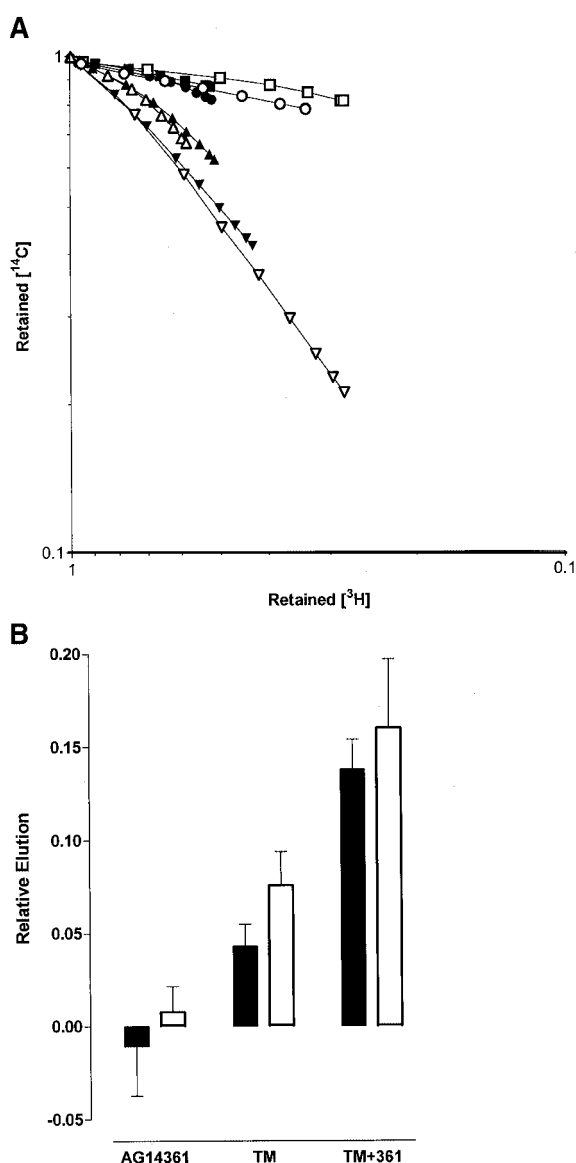 A
1
Retained [¹⁴C]
0.1
1
0.1
Retained [³H]
B
0.20
0.15
0.10
0.05
0.00
-0.05
Relative Elution
AG14361 TM TM+361